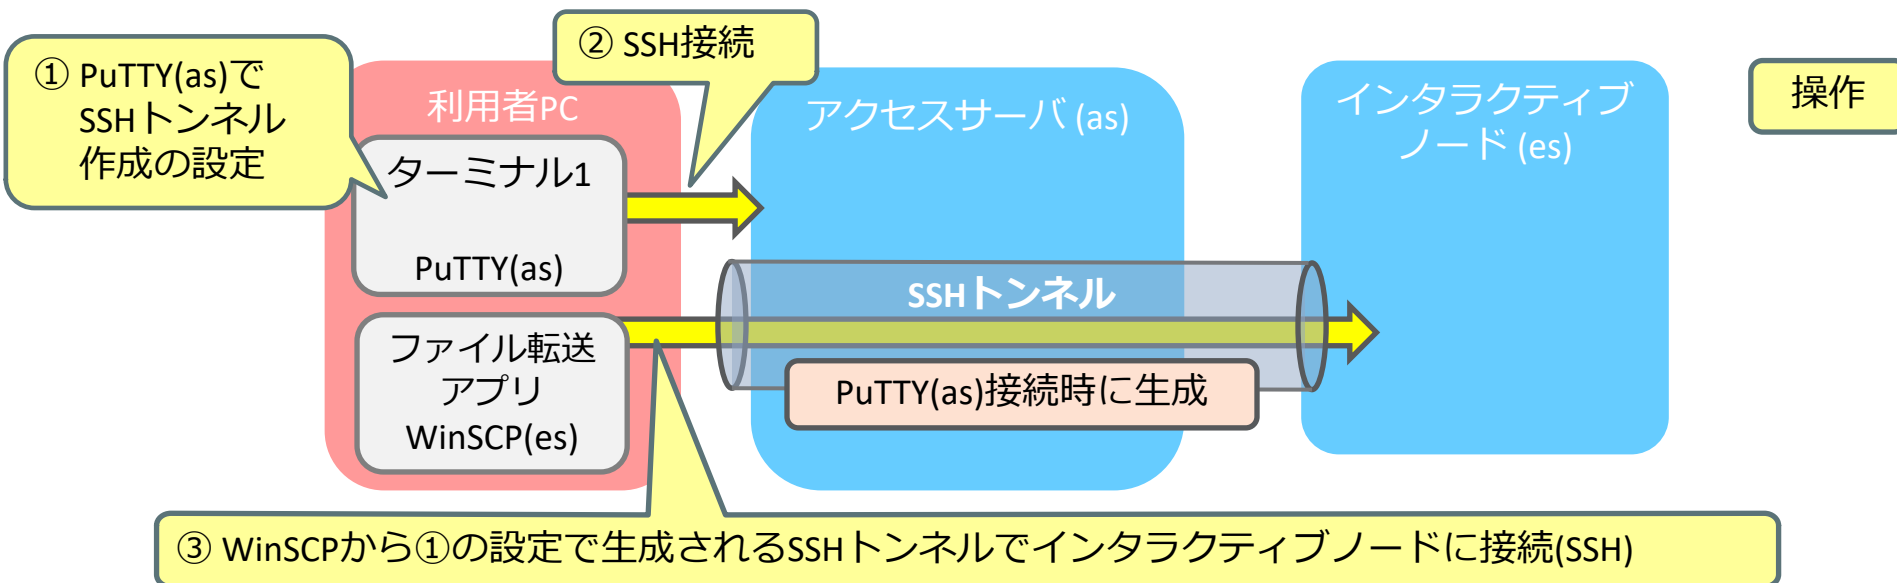 ① PuTTY(as)で
SSHトンネル
作成の設定
② SSH接続
利用者PC
ターミナル1
PuTTY(as)
ファイル転送
アプリ
WinSCP(es)
アクセスサーバ (as)
インタラクティブ
ノード (es)
操作
SSHトンネル
PuTTY(as)接続時に生成
③ WinSCPから①の設定で生成されるSSHトンネルでインタラクティブノードに接続(SSH)